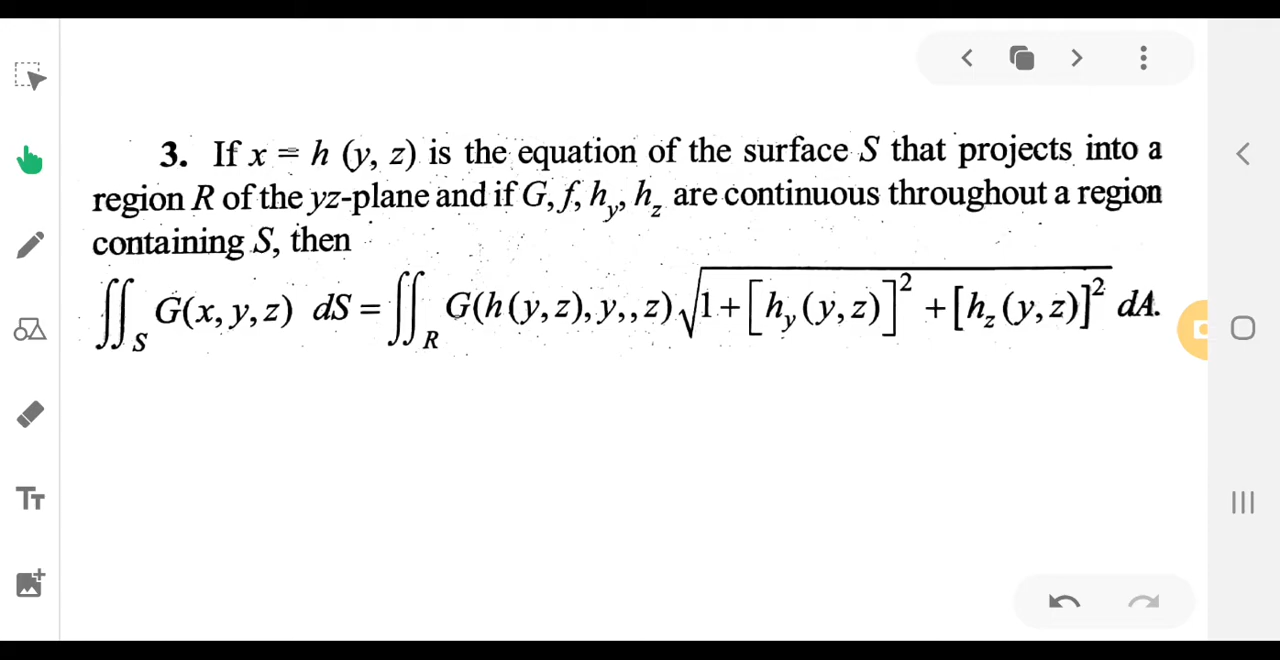 3. If x = h (y, z) is the equation of the surface S that projects into a
region R of the yz-plane and if G, f, h_y, h_z are continuous throughout a region
containing S, then
∬_S G(x, y, z) dS = ∬_R G(h (y, z), y,, z) √(1 + [h_y (y, z)]² + [h_z (y, z)]²) dA.
TT